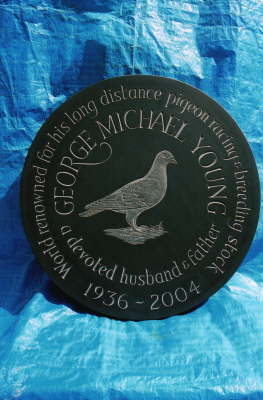 World renowned for his long distance pigeon racing & breeding stock
GEORGE MICHAEL YOUNG
a devoted husband & father
1936 - 2004